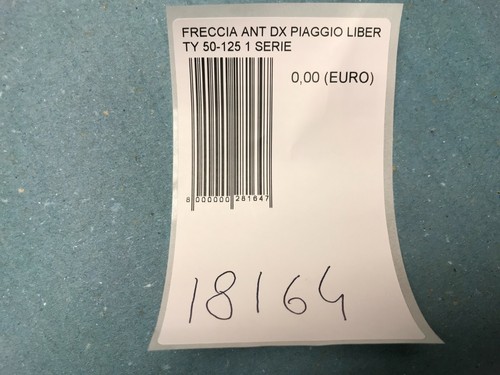 FRECCIA ANT DX PIAGGIO LIBER
TY 50-125 1 SERIE
0,00 (EURO)
8 000000 281647
18164